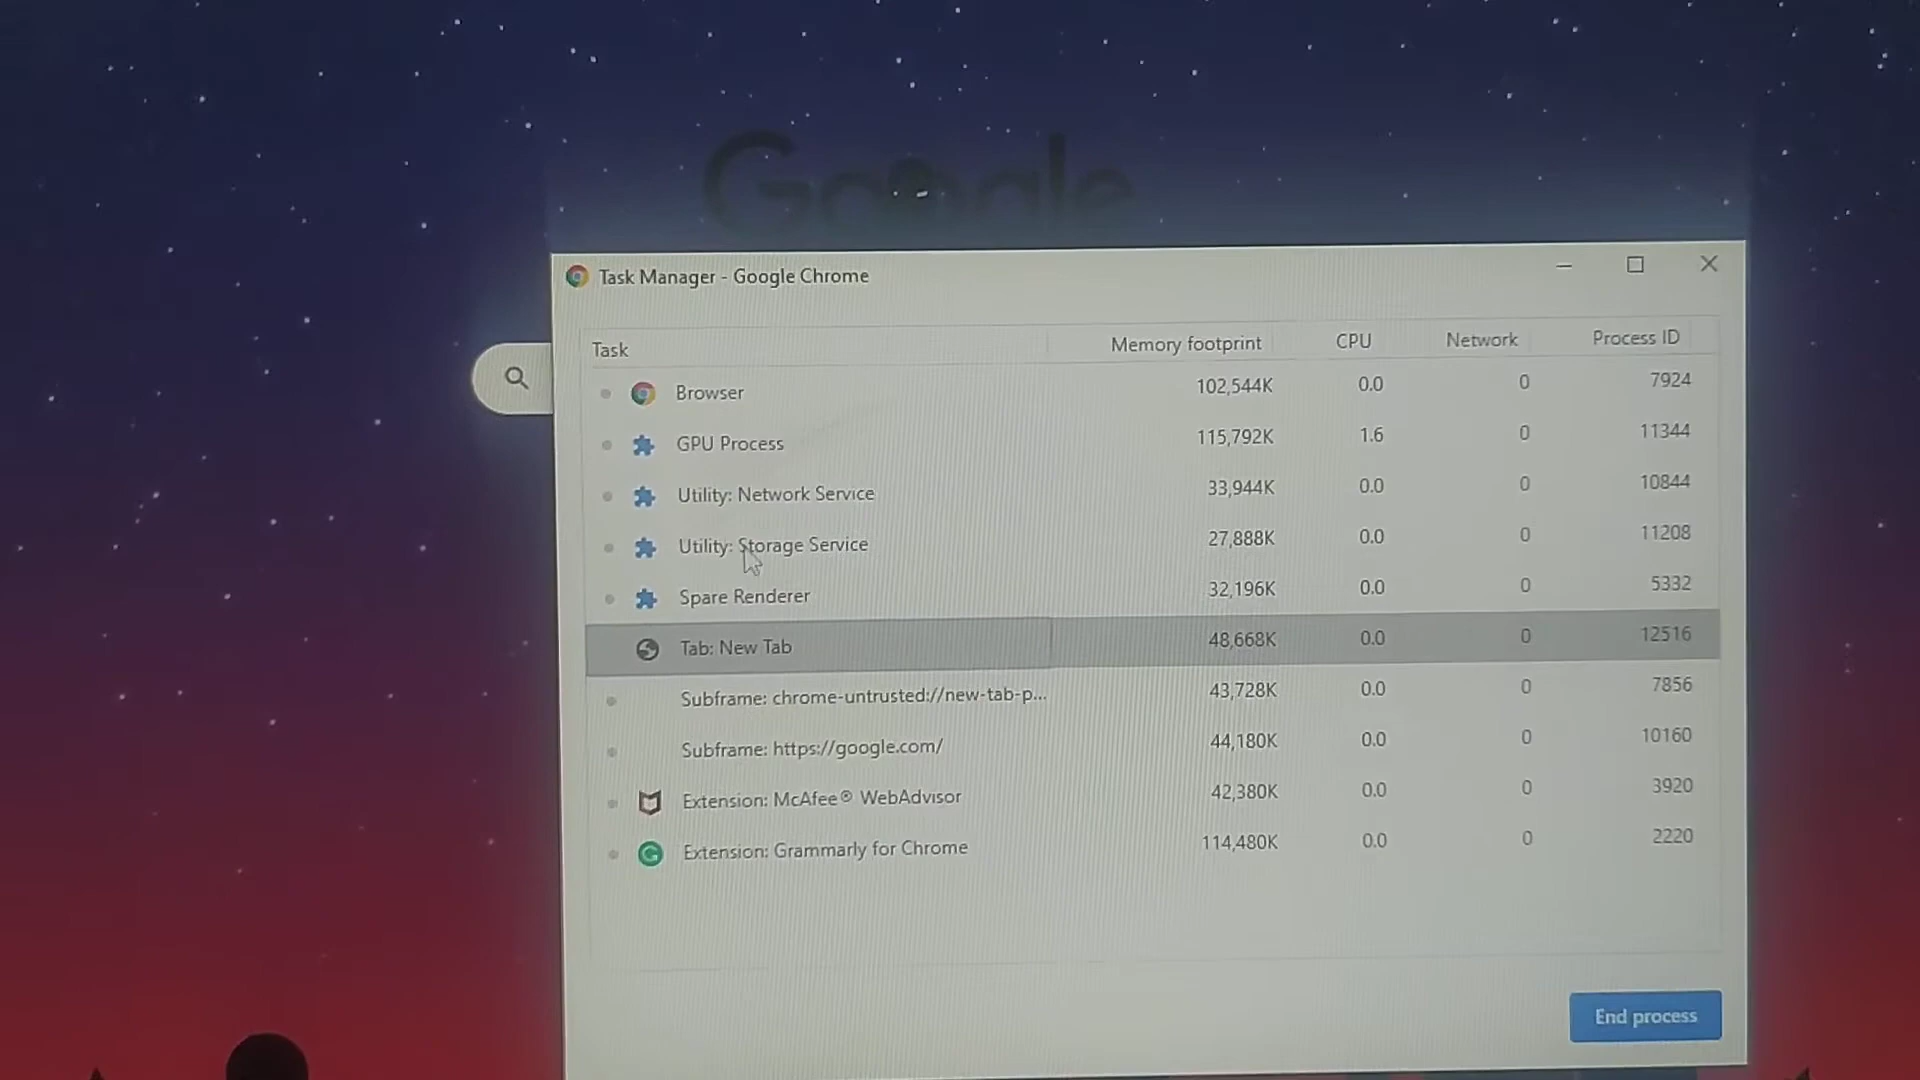 Google
Task Manager - Google Chrome
Task Memory footprint CPU Network Process ID
Browser 102,544K 0.0 0 7924
GPU Process 115,792K 1.6 0 11344
Utility: Network Service 33,944K 0.0 0 10844
Utility: Storage Service 27,888K 0.0 0 11208
Spare Renderer 32,196K 0.0 0 5332
Tab: New Tab 48,668K 0.0 0 12516
Subframe: chrome-untrusted://new-tab-p... 43,728K 0.0 0 7856
Subframe: https://google.com/ 44,180K 0.0 0 10160
Extension: McAfee® WebAdvisor 42,380K 0.0 0 3920
Extension: Grammarly for Chrome 114,480K 0.0 0 2220
End process